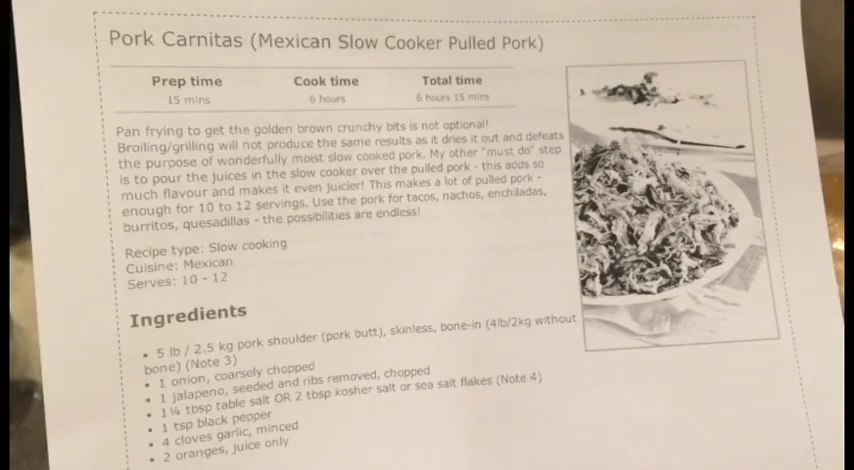 Pork Carnitas (Mexican Slow Cooker Pulled Pork)
Prep time Cook time Total time
15 mins 6 hours 6 hours 15 mins
Pan frying to get the golden brown crunchy bits is not optional!
Broiling/grilling will not produce the same results as it dries it out and defeats
the purpose of wonderfully moist slow cooked pork. My other "must do" step
is to pour the juices in the slow cooker over the pulled pork - this adds so
much flavour and makes it even juicier! This makes a lot of pulled pork -
enough for 10 to 12 servings. Use the pork for tacos, nachos, enchiladas,
burritos, quesadillas - the possibilities are endless!
Recipe type: Slow cooking
Cuisine: Mexican
Serves: 10 - 12
Ingredients
• 5 lb / 2.5 kg pork shoulder (pork butt), skinless, bone-in (4lb/2kg without
bone) (Note 3)
• 1 onion, coarsely chopped
• 1 jalapeno, seeded and ribs removed, chopped
• 1¼ tbsp table salt OR 2 tbsp kosher salt or sea salt flakes (Note 4)
• 1 tsp black pepper
• 4 cloves garlic, minced
• 2 oranges, juice only